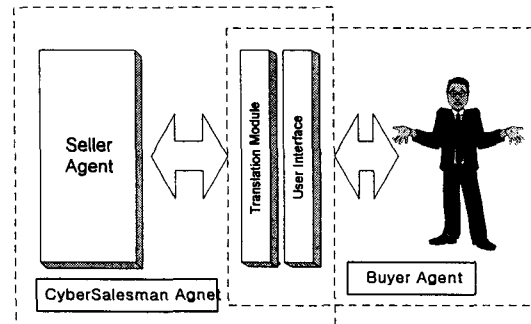 Seller
Agent
Translation Module
User Interface
CyberSalesman Agnet
Buyer Agent